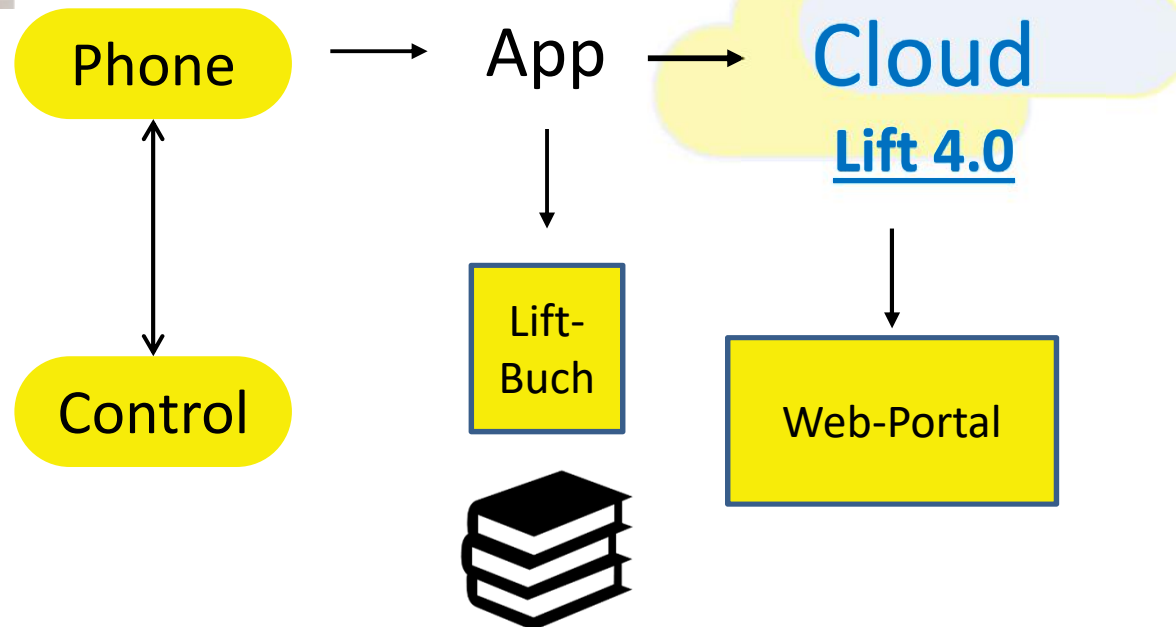 Phone
App
Cloud
Lift 4.0
Lift-
Buch
Control
Web-Portal